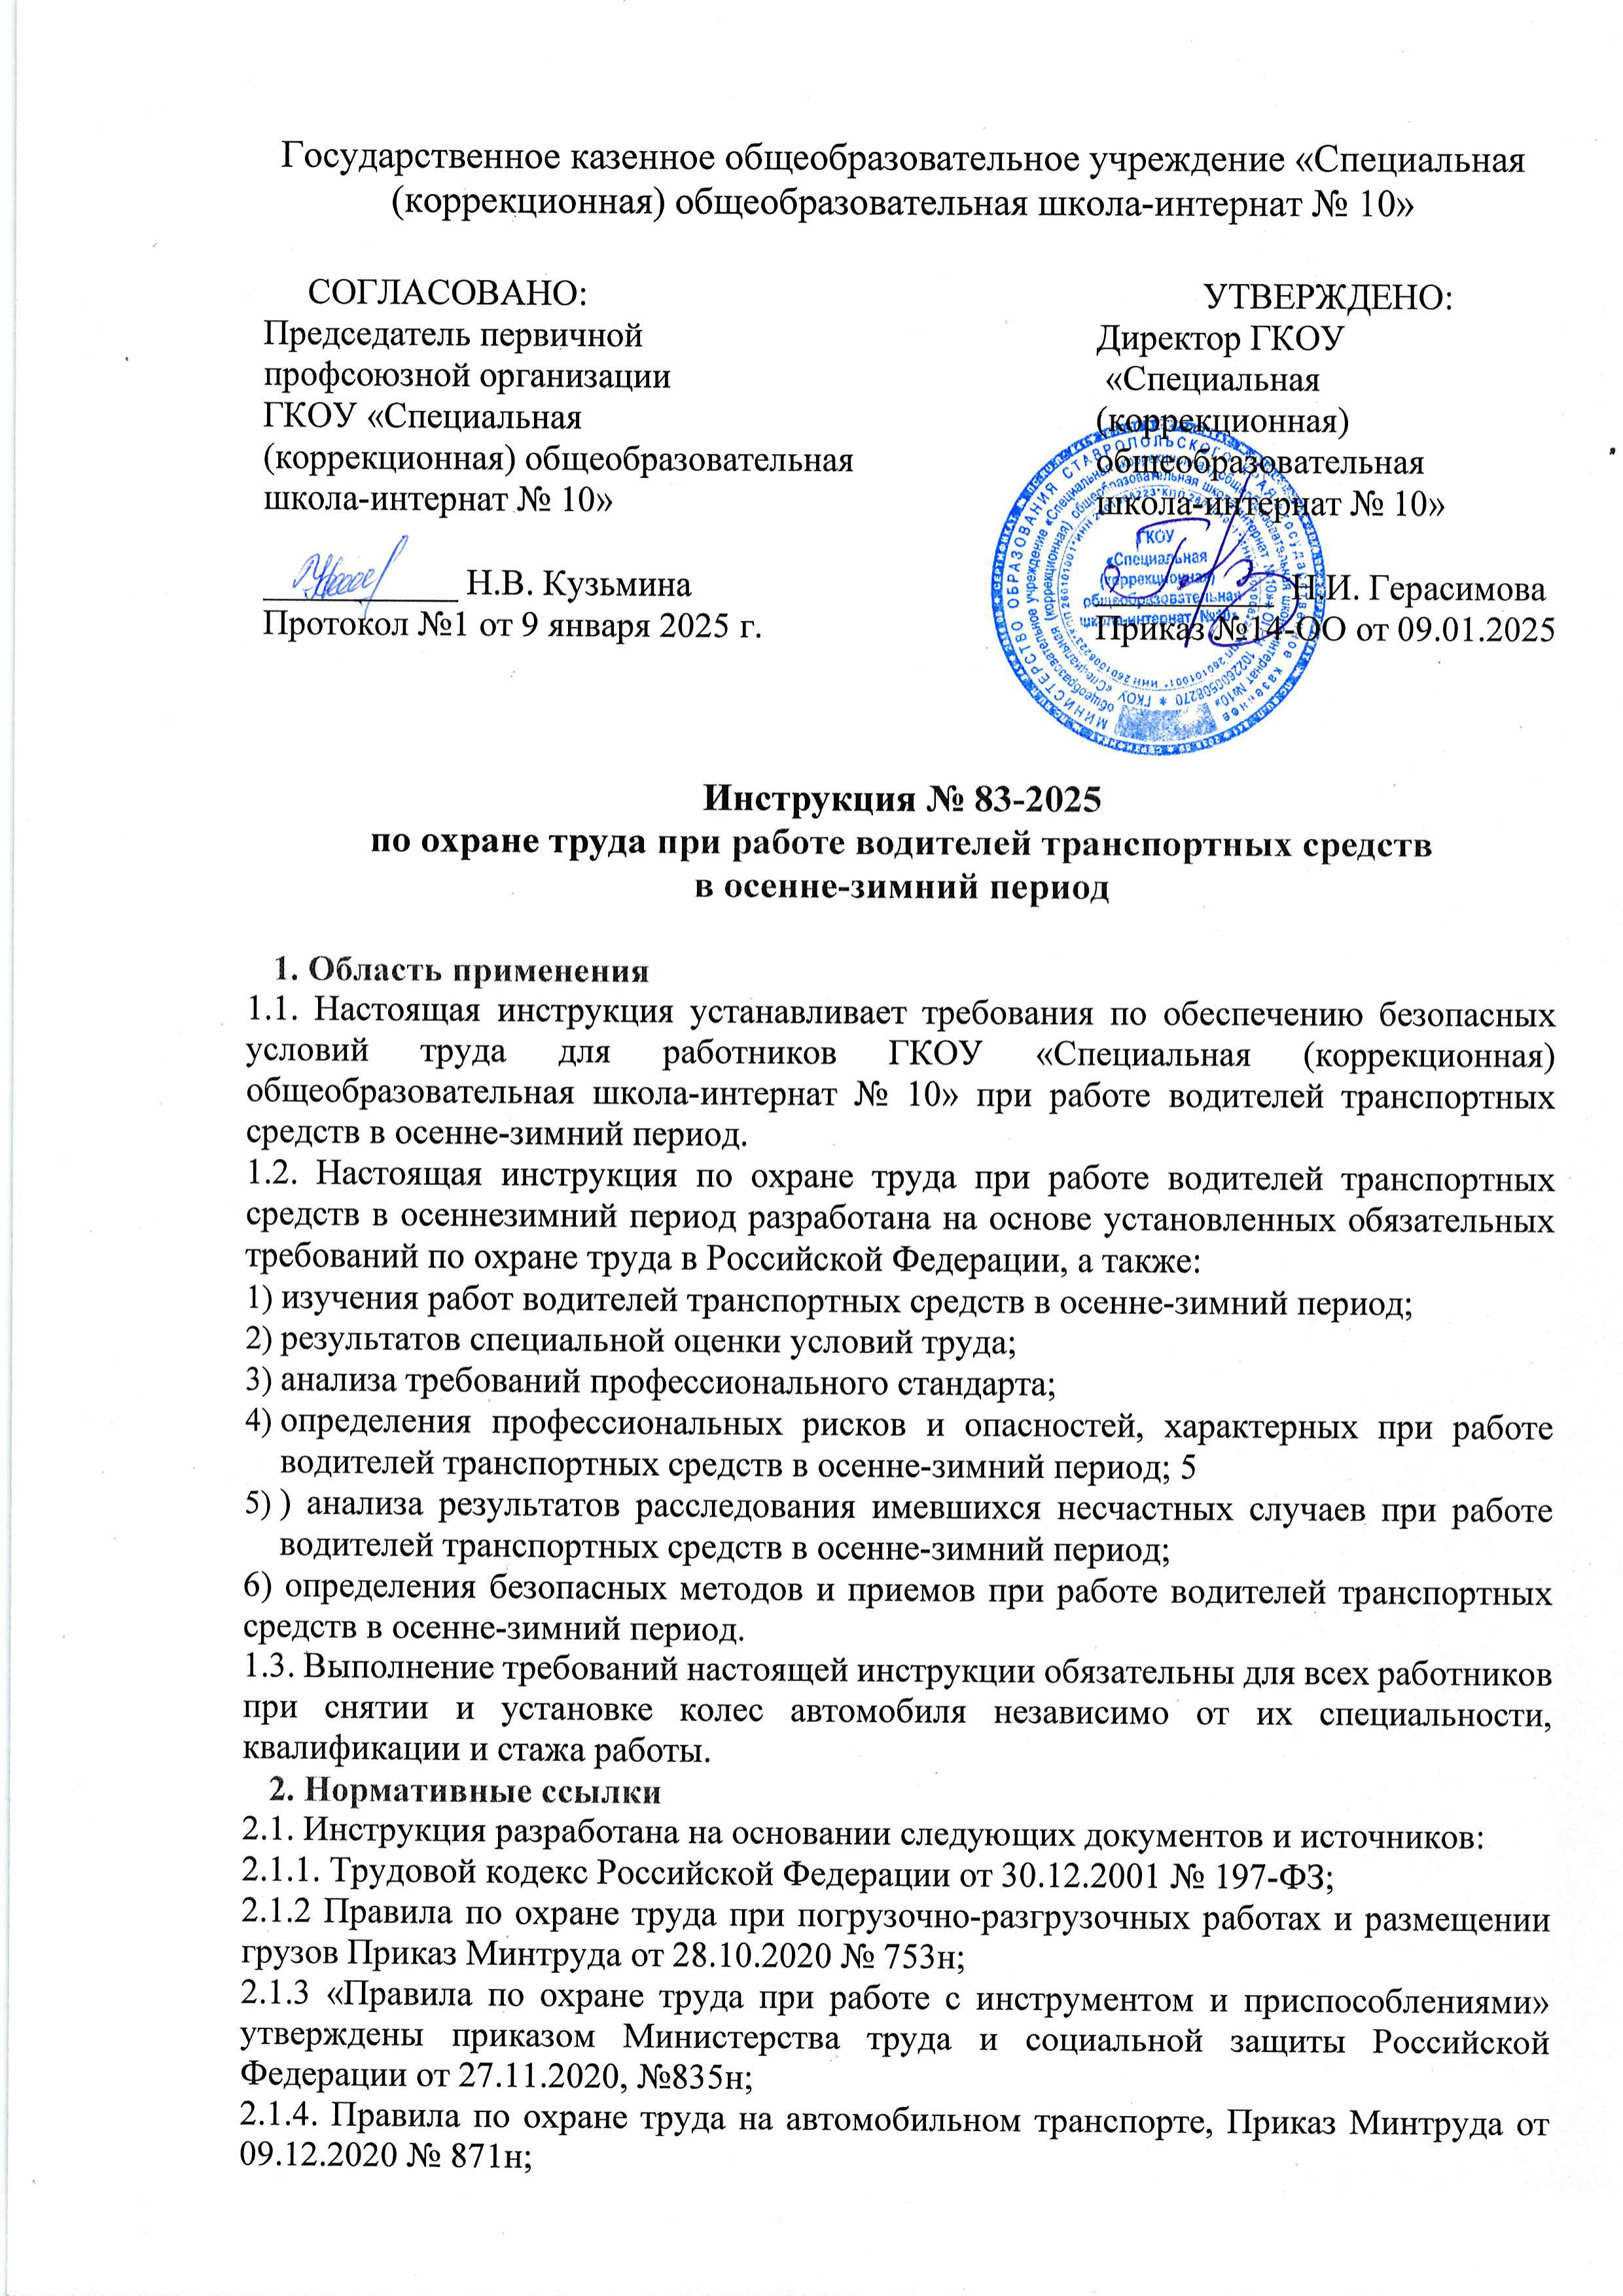 Государственное казенное общеобразовательное учреждение «Специальная
(коррекционная) общеобразовательная школа-интернат № 10»
СОГЛАСОВАНО:
Председатель первичной
профсоюзной организации
ГКОУ «Специальная
(коррекционная) общеобразовательная
школа-интернат № 10»
Н.В. Кузьмина
Протокол №1 от 9 января 2025 г.
УТВЕРЖДЕНО:
Директор ГКОУ
«Специальная
(коррекционная)
общеобразовательная
школа-интернат № 10»
Н.И. Герасимова
Приказ №14-ОО от 09.01.2025
ГКОУ
«Специальная
(коррекционная)
общеобразовательная
школа-интернат №10»
Инструкция № 83-2025
по охране труда при работе водителей транспортных средств
в осенне-зимний период
1. Область применения
1.1. Настоящая инструкция устанавливает требования по обеспечению безопасных
условий труда для работников ГКОУ «Специальная (коррекционная)
общеобразовательная школа-интернат № 10» при работе водителей транспортных
средств в осенне-зимний период.
1.2. Настоящая инструкция по охране труда при работе водителей транспортных
средств в осеннезимний период разработана на основе установленных обязательных
требований по охране труда в Российской Федерации, а также:
1) изучения работ водителей транспортных средств в осенне-зимний период;
2) результатов специальной оценки условий труда;
3) анализа требований профессионального стандарта;
4) определения профессиональных рисков и опасностей, характерных при работе
водителей транспортных средств в осенне-зимний период; 5
5) ) анализа результатов расследования имевшихся несчастных случаев при работе
водителей транспортных средств в осенне-зимний период;
6) определения безопасных методов и приемов при работе водителей транспортных
средств в осенне-зимний период.
1.3. Выполнение требований настоящей инструкции обязательны для всех работников
при снятии и установке колес автомобиля независимо от их специальности,
квалификации и стажа работы.
2. Нормативные ссылки
2.1. Инструкция разработана на основании следующих документов и источников:
2.1.1. Трудовой кодекс Российской Федерации от 30.12.2001 № 197-ФЗ;
2.1.2 Правила по охране труда при погрузочно-разгрузочных работах и размещении
грузов Приказ Минтруда от 28.10.2020 № 753н;
2.1.3 «Правила по охране труда при работе с инструментом и приспособлениями»
утверждены приказом Министерства труда и социальной защиты Российской
Федерации от 27.11.2020, №835н;
2.1.4. Правила по охране труда на автомобильном транспорте, Приказ Минтруда от
09.12.2020 № 871н;